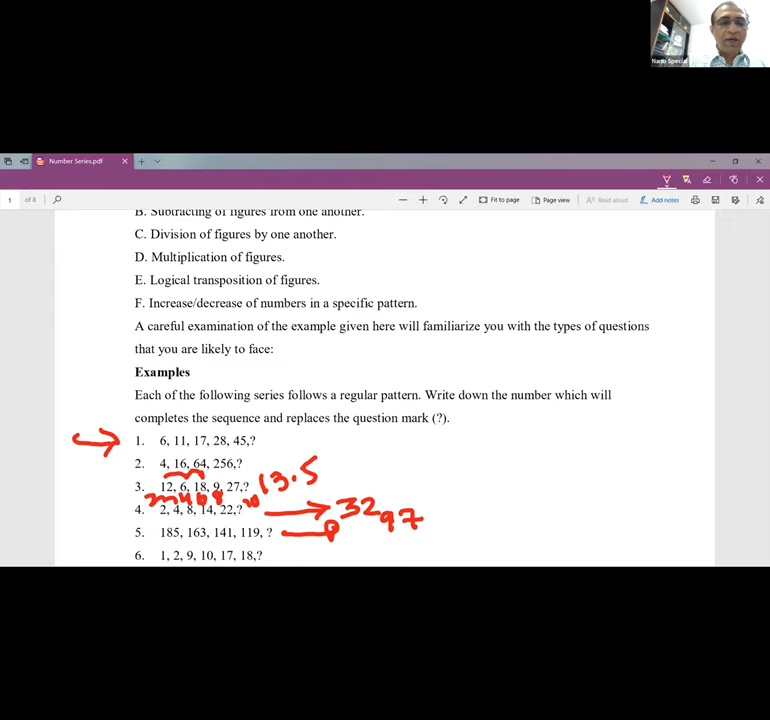 Nano Special
Number Series.pdf
1 of 8 Fit to page Page view Read aloud Add notes
B. Subtracting of figures from one another.
C. Division of figures by one another.
D. Multiplication of figures.
E. Logical transposition of figures.
F. Increase/decrease of numbers in a specific pattern.
A careful examination of the example given here will familiarize you with the types of questions
that you are likely to face:
Examples
Each of the following series follows a regular pattern. Write down the number which will
completes the sequence and replaces the question mark (?).
1. 6, 11, 17, 28, 45,?
2. 4, 16, 64, 256,?
3. 12, 6, 18, 9, 27,? 13.5
2 4 6 8 10
4. 2, 4, 8, 14, 22,? 32
5. 185, 163, 141, 119, ? 97
6. 1, 2, 9, 10, 17, 18,?